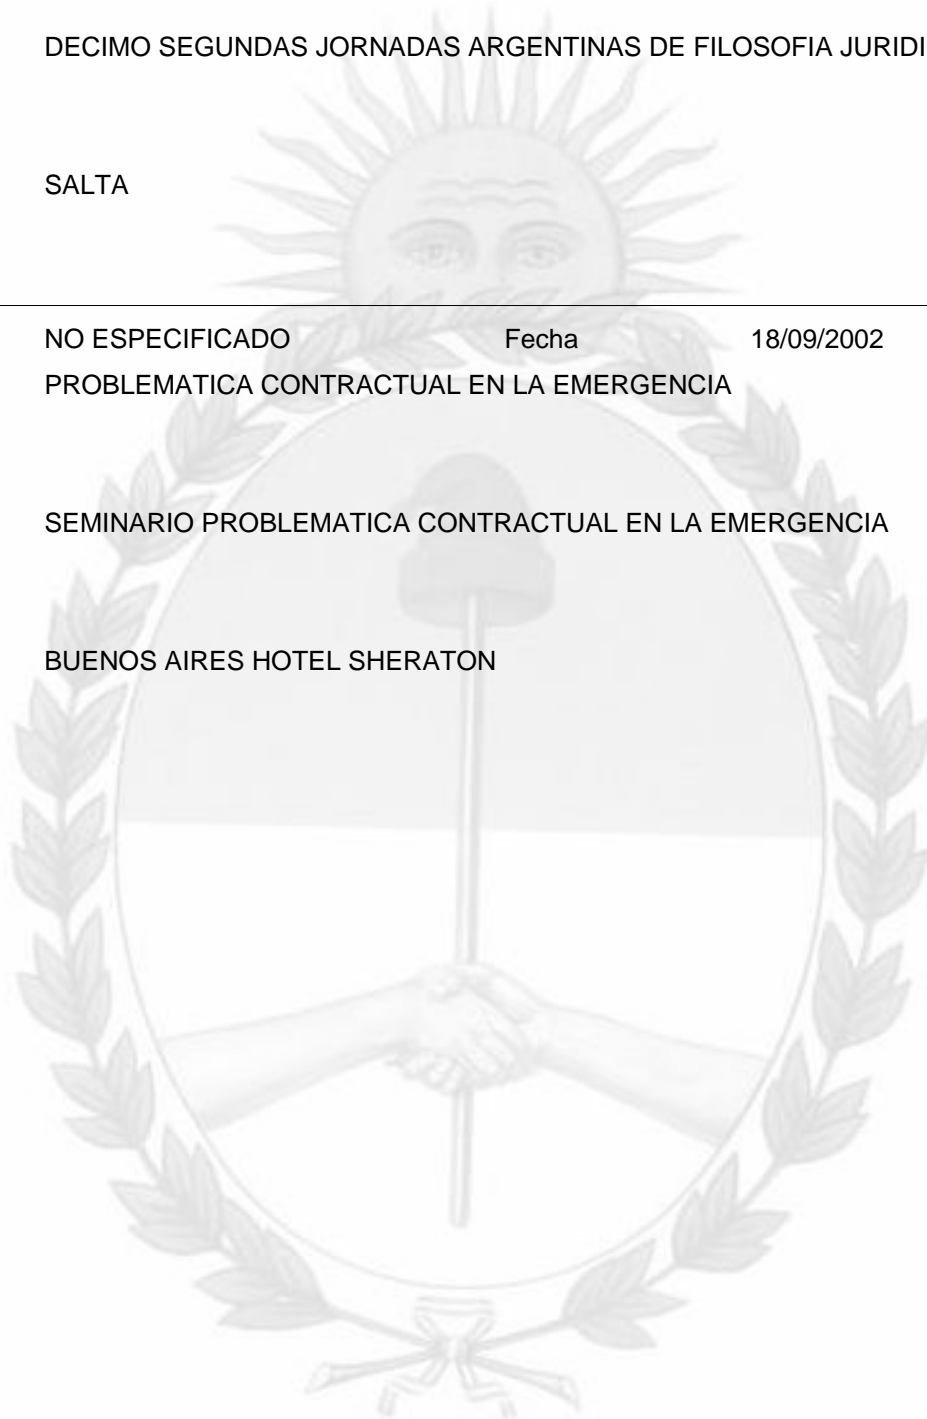 DECIMO SEGUNDAS JORNADAS ARGENTINAS DE FILOSOFIA JURIDI
SALTA
NO ESPECIFICADO Fecha 18/09/2002
PROBLEMATICA CONTRACTUAL EN LA EMERGENCIA
SEMINARIO PROBLEMATICA CONTRACTUAL EN LA EMERGENCIA
BUENOS AIRES HOTEL SHERATON